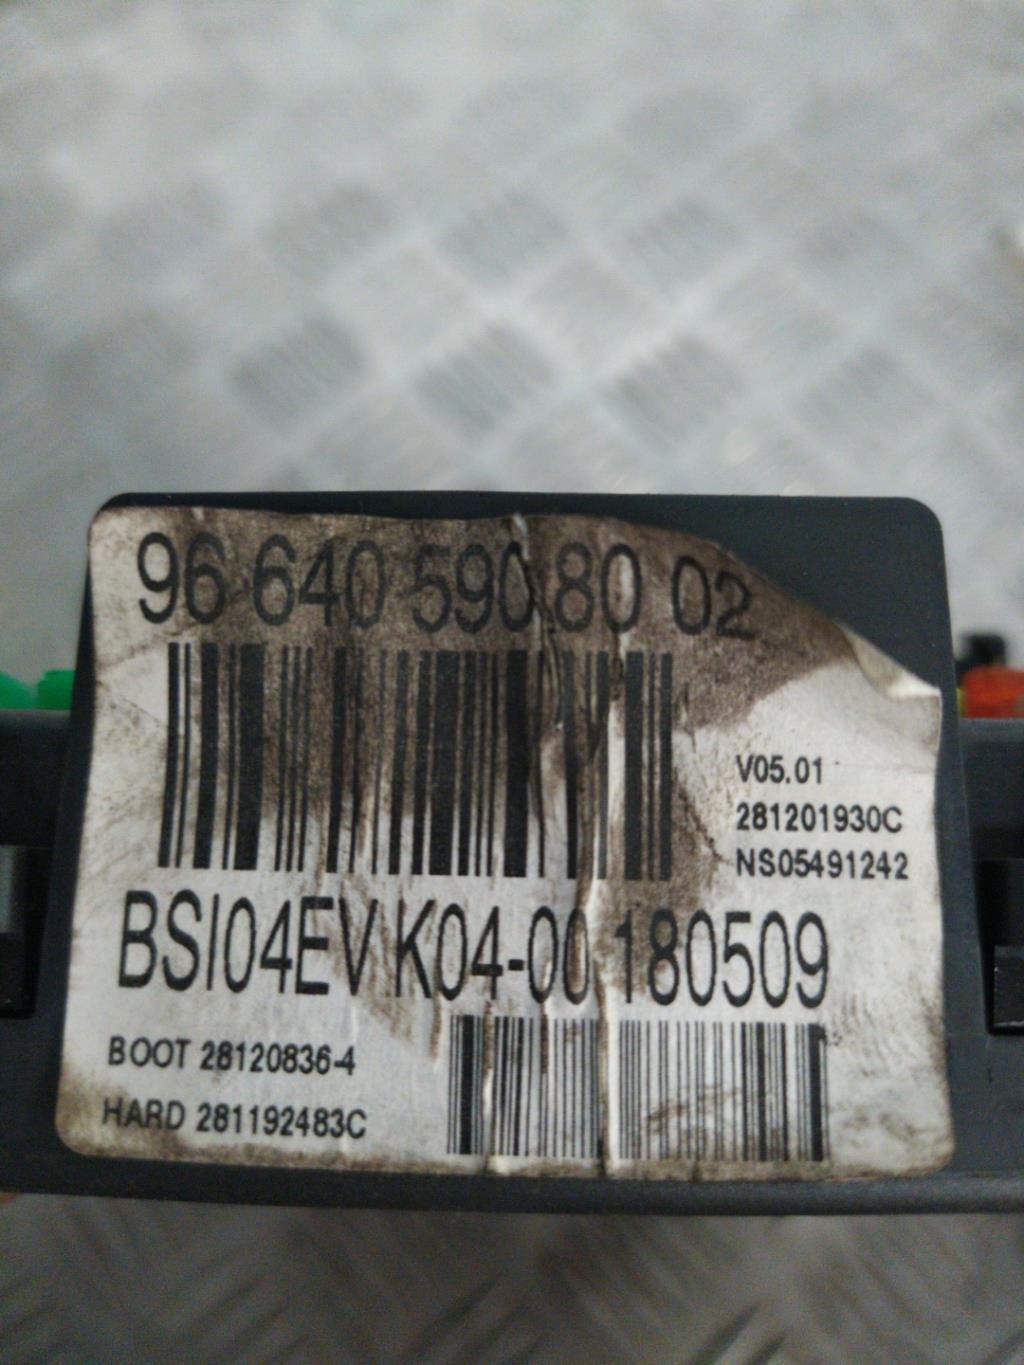 96 640 590 80 02
V05.01
281201930C
NS05491242
BSI04EV K04-00 180509
BOOT 28120836-4
HARD 281192483C